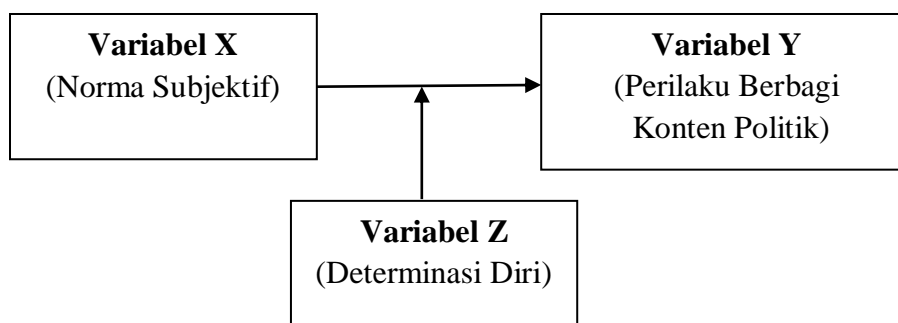 Variabel X
(Norma Subjektif)
Variabel Y
(Perilaku Berbagi
Konten Politik)
Variabel Z
(Determinasi Diri)